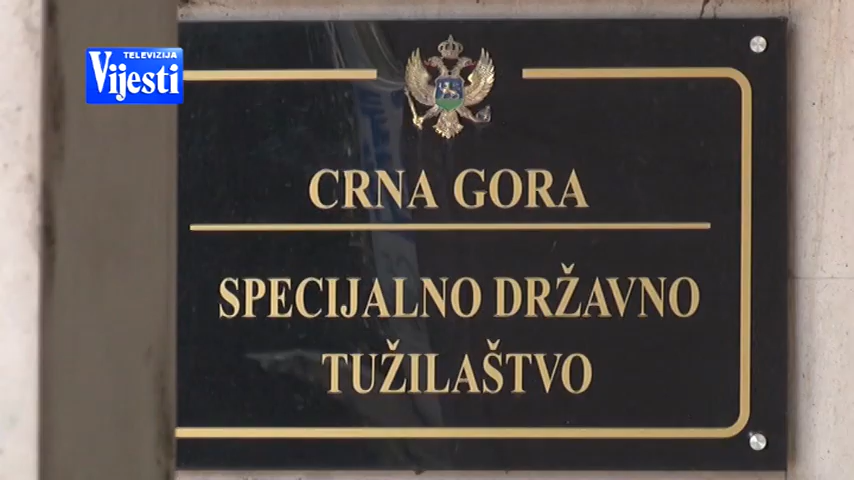 TELEVIZIJA
Vijesti
CRNA GORA
SPECIJALNO DRŽAVNO
TUŽILAŠTVO